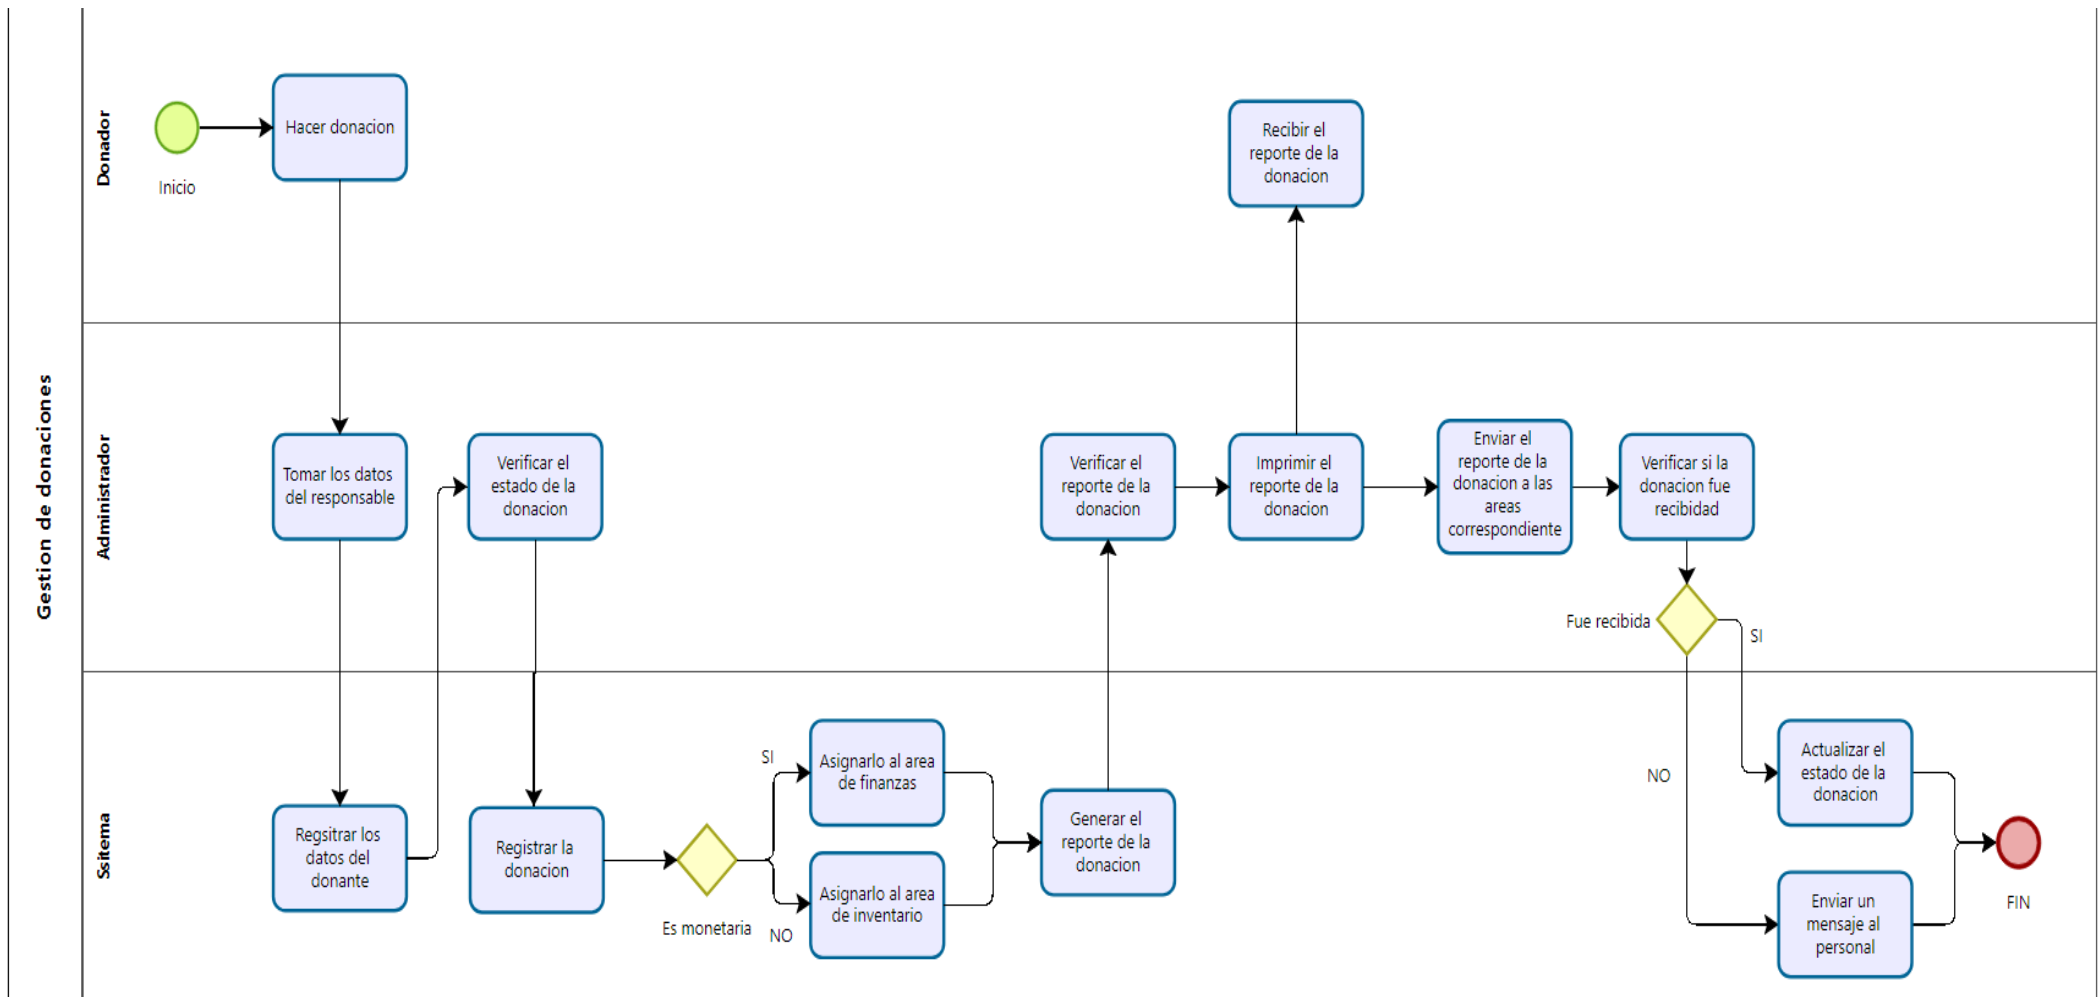 Gestion de donaciones
Donador
Inicio
Hacer donacion
Recibir el
reporte de la
donacion
Administrador
Tomar los datos
del responsable
Verificar el
estado de la
donacion
Verificar el
reporte de la
donacion
Imprimir el
reporte de la
donacion
Enviar el
reporte de la
donacion a las
areas
correspondiente
Verificar si la
donacion fue
recibidad
Fue recibida
SI
NO
Ssitema
Regsitrar los
datos del
donante
Registrar la
donacion
Es monetaria
SI
NO
Asignarlo al area
de finanzas
Asignarlo al area
de inventario
Generar el
reporte de la
donacion
Actualizar el
estado de la
donacion
Enviar un
mensaje al
personal
FIN